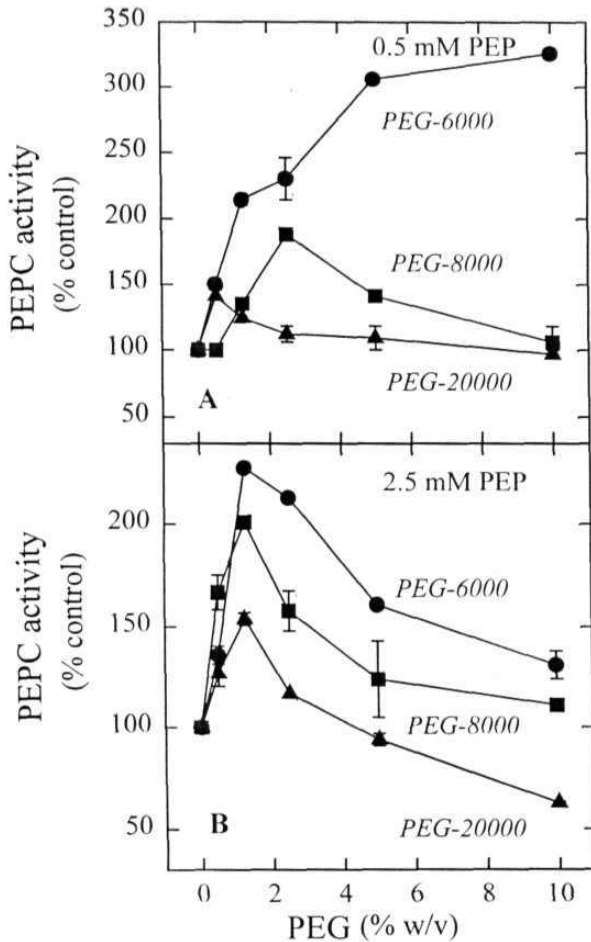 0.5 mM PEP
350
300
250
200
150
100
50
PEPC activity
(% control)
PEG-6000
PEG-8000
PEG-20000
A
2.5 mM PEP
200
150
100
50
PEPC activity
(% control)
PEG-6000
PEG-8000
PEG-20000
B
0 2 4 6 8 10
PEG (% w/v)